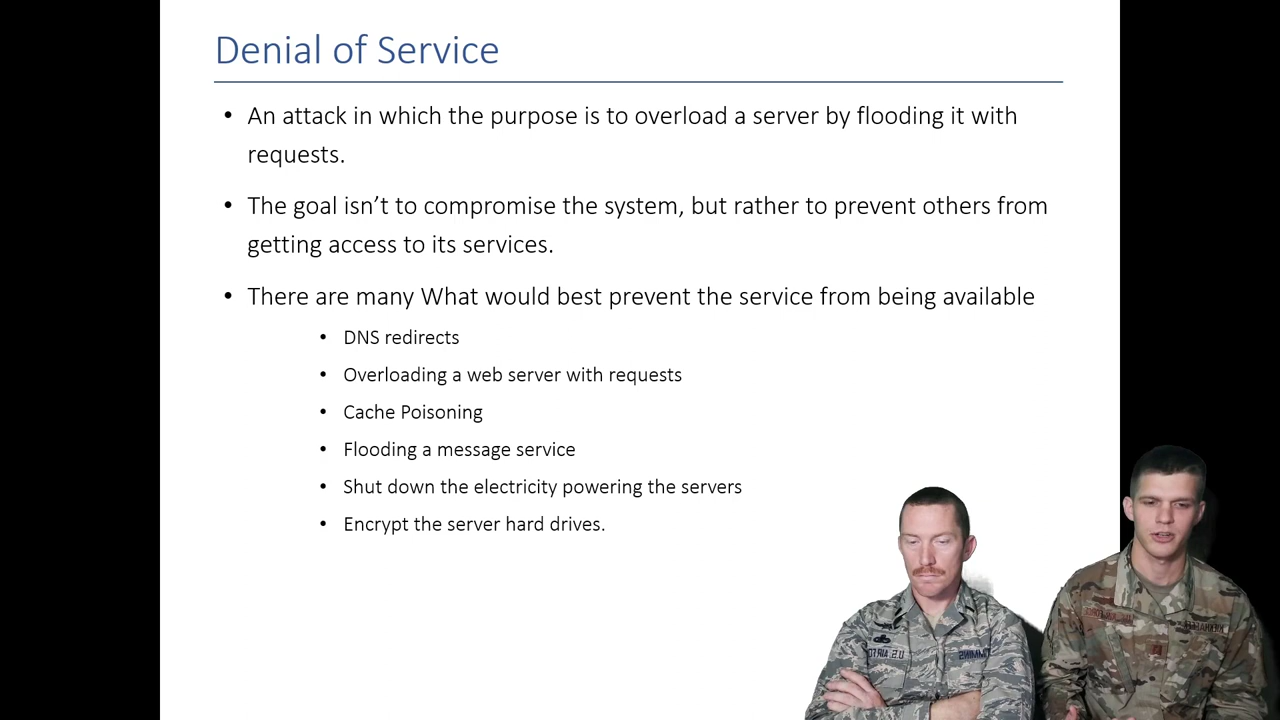 Denial of Service
• An attack in which the purpose is to overload a server by flooding it with
requests.
• The goal isn’t to compromise the system, but rather to prevent others from
getting access to its services.
• There are many What would best prevent the service from being available
• DNS redirects
• Overloading a web server with requests
• Cache Poisoning
• Flooding a message service
• Shut down the electricity powering the servers
• Encrypt the server hard drives.